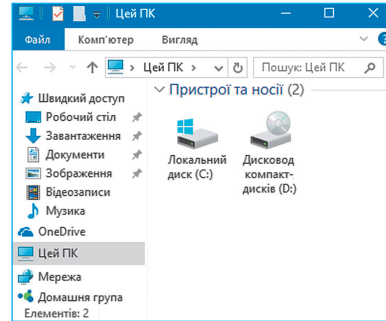 Цей ПК
Файл Комп'ютер Вигляд
Цей ПК
Пошук: Цей ПК
Швидкий доступ
Робочий стіл
Завантаження
Документи
Зображення
Відеозаписи
Музика
OneDrive
Цей ПК
Мережа
Домашня група
Елементів: 2
Пристрої та носії (2)
Локальний
диск (C:)
Дисковод
компакт-
дисків (D:)